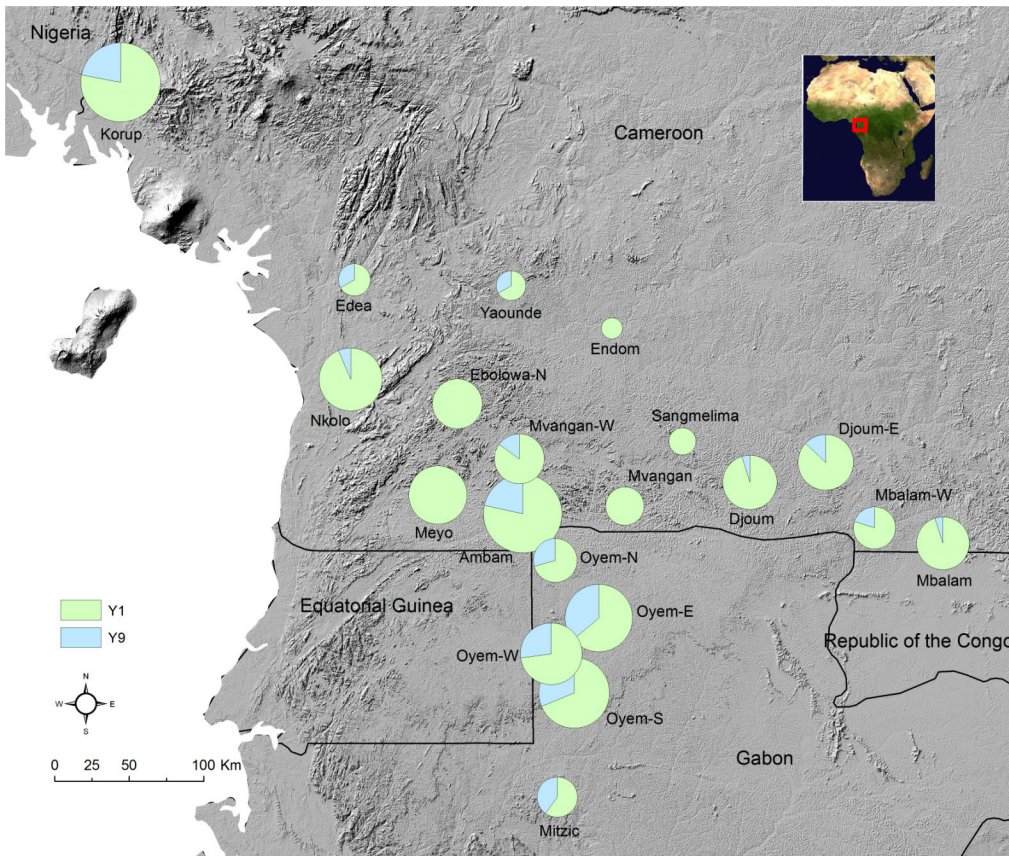 Nigeria
Korup
Cameroon
Edea
Yaounde
Endom
Ebolowa-N
Nkolo
Sangmelima
Mvangan-W
Djoum-E
Mvangan
Mbalam-W
Meyo
Djoum
Ambam
Oyem-N
Mbalam
Equatorial Guinea
Y1
Oyem-E
Y9
Republic of the Congo
Oyem-W
N
W E
S
Oyem-S
Gabon
0 25 50 100 Km
Mitzic